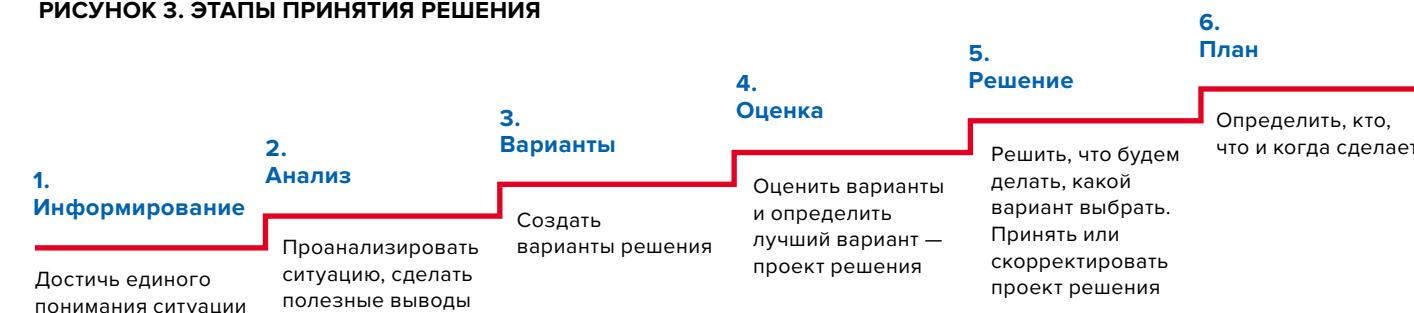 РИСУНОК 3. ЭТАПЫ ПРИНЯТИЯ РЕШЕНИЯ
1.
Информирование
Достичь единого
понимания ситуации
2.
Анализ
Проанализировать
ситуацию, сделать
полезные выводы
3.
Варианты
Создать
варианты решения
4.
Оценка
Оценить варианты
и определить
лучший вариант —
проект решения
5.
Решение
Решить, что будем
делать, какой
вариант выбрать.
Принять или
скорректировать
проект решения
6.
План
Определить, кто,
что и когда сделает